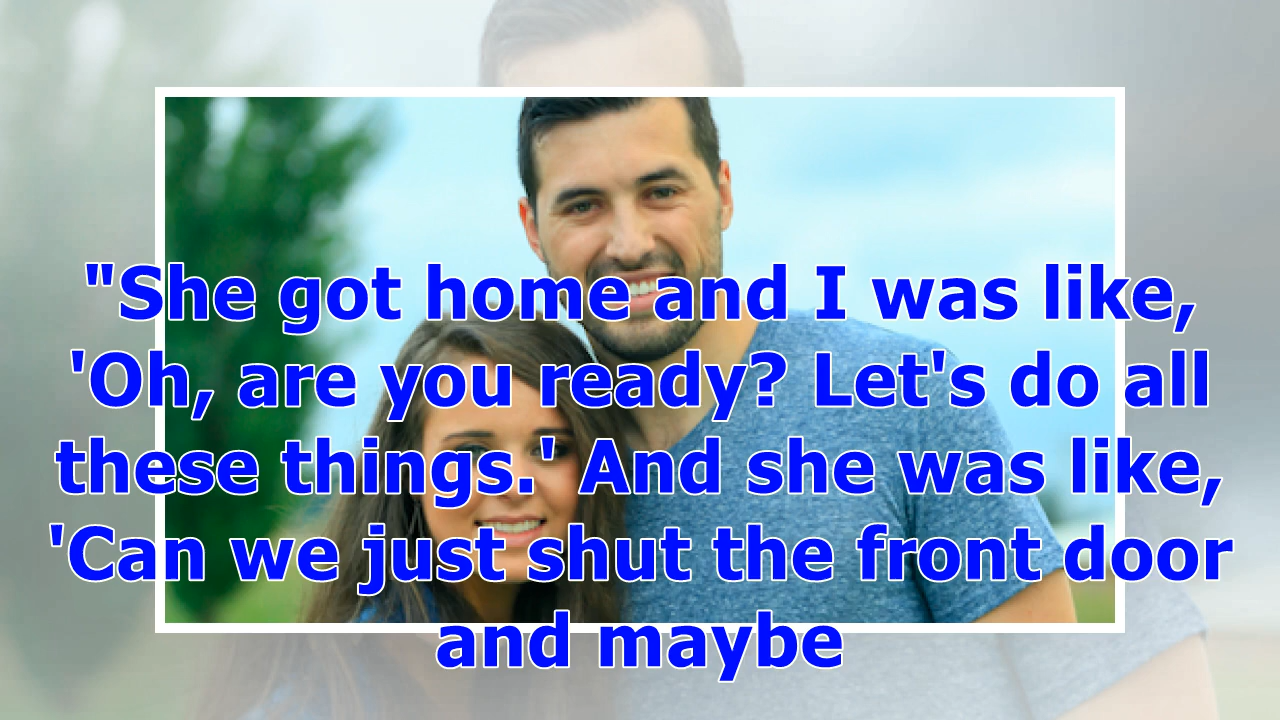 "She got home and I was like,
'Oh, are you ready? Let's do all
these things.' And she was like,
'Can we just shut the front door
and maybe